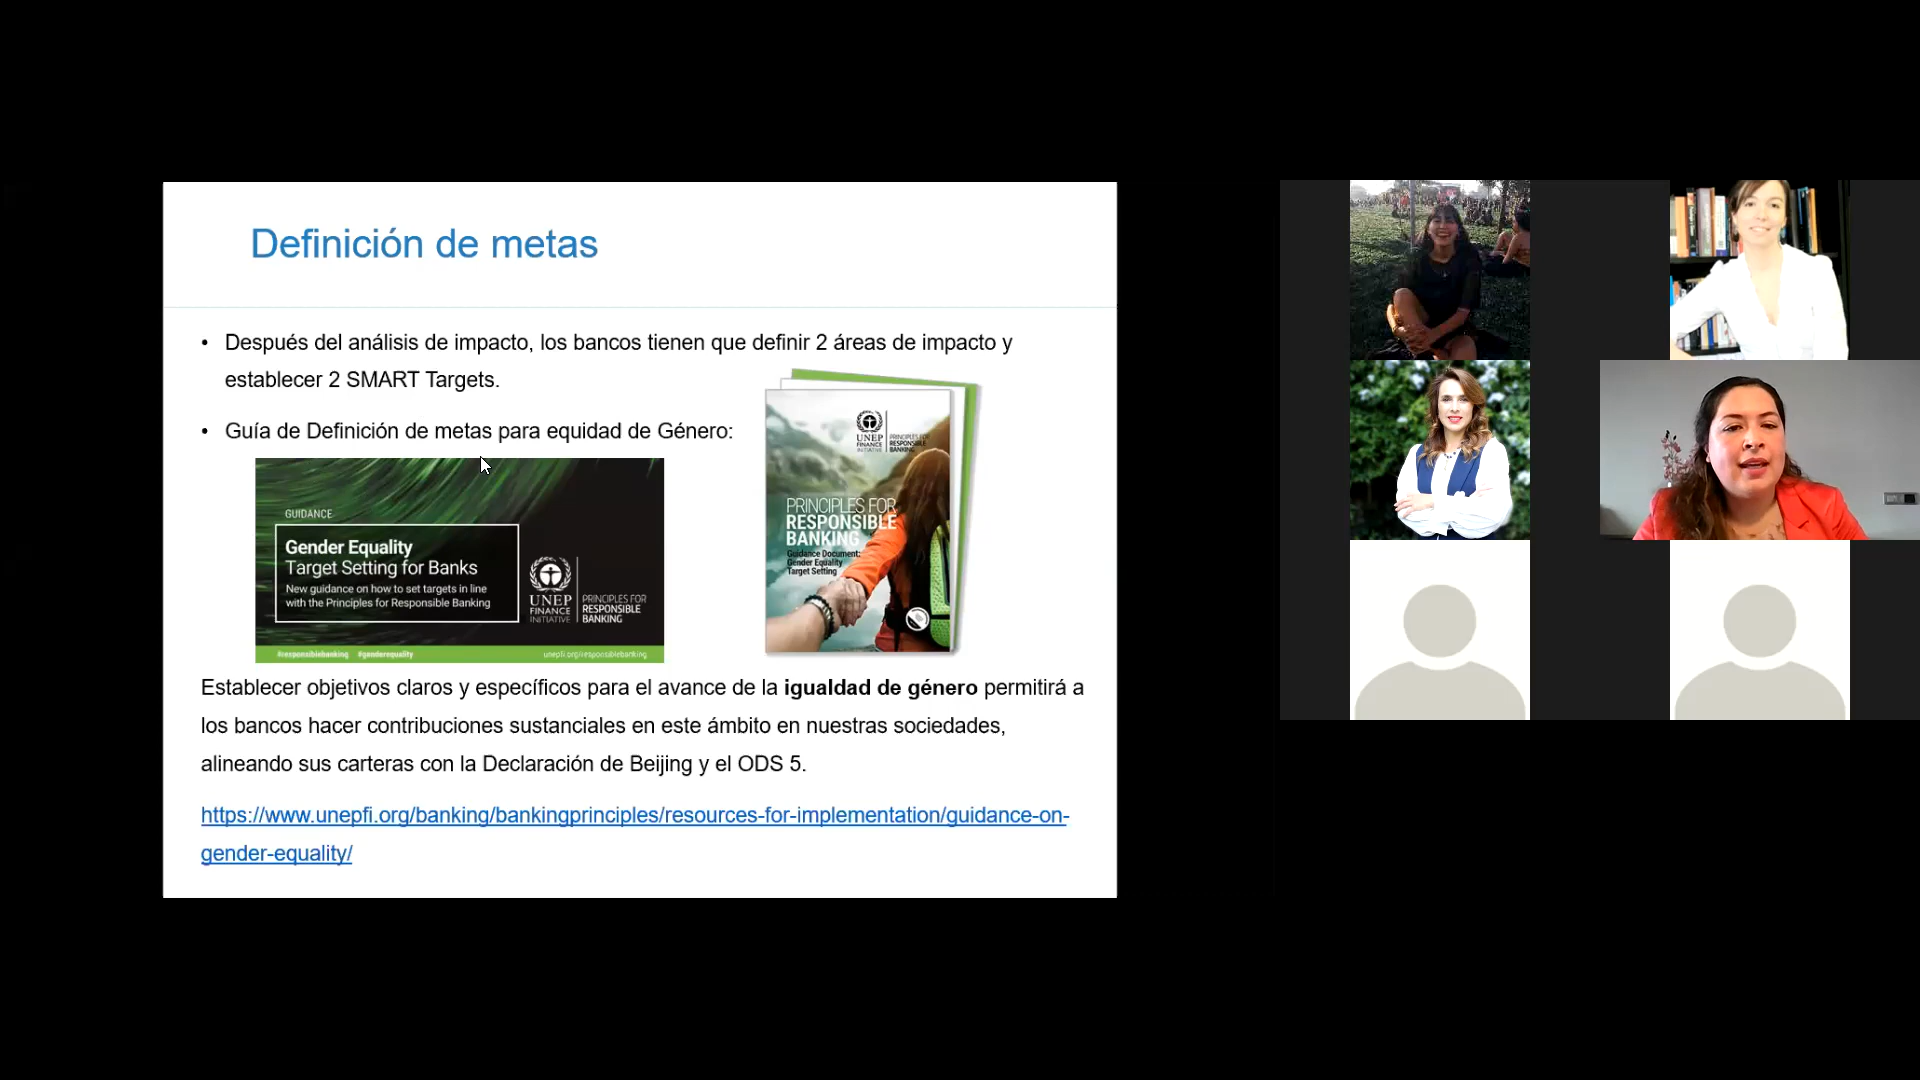 Definición de metas
• Después del análisis de impacto, los bancos tienen que definir 2 áreas de impacto y
establecer 2 SMART Targets.
• Guía de Definición de metas para equidad de Género:
GUIDANCE
Gender Equality
Target Setting for Banks
New guidance on how to set targets in line
with the Principles for Responsible Banking
UNEP
FINANCE
INITIATIVE
PRINCIPLES FOR
RESPONSIBLE
BANKING
#responsiblebanking #genderequality
unepfi.org/responsiblebanking
UNEP
FINANCE
INITIATIVE
PRINCIPLES FOR
RESPONSIBLE
BANKING
PRINCIPLES FOR
RESPONSIBLE
BANKING
Guidance Document:
Gender Equality
Target Setting
Establecer objetivos claros y específicos para el avance de la igualdad de género permitirá a
los bancos hacer contribuciones sustanciales en este ámbito en nuestras sociedades,
alineando sus carteras con la Declaración de Beijing y el ODS 5.
https://www.unepfi.org/banking/bankingprinciples/resources-for-implementation/guidance-on-
gender-equality/